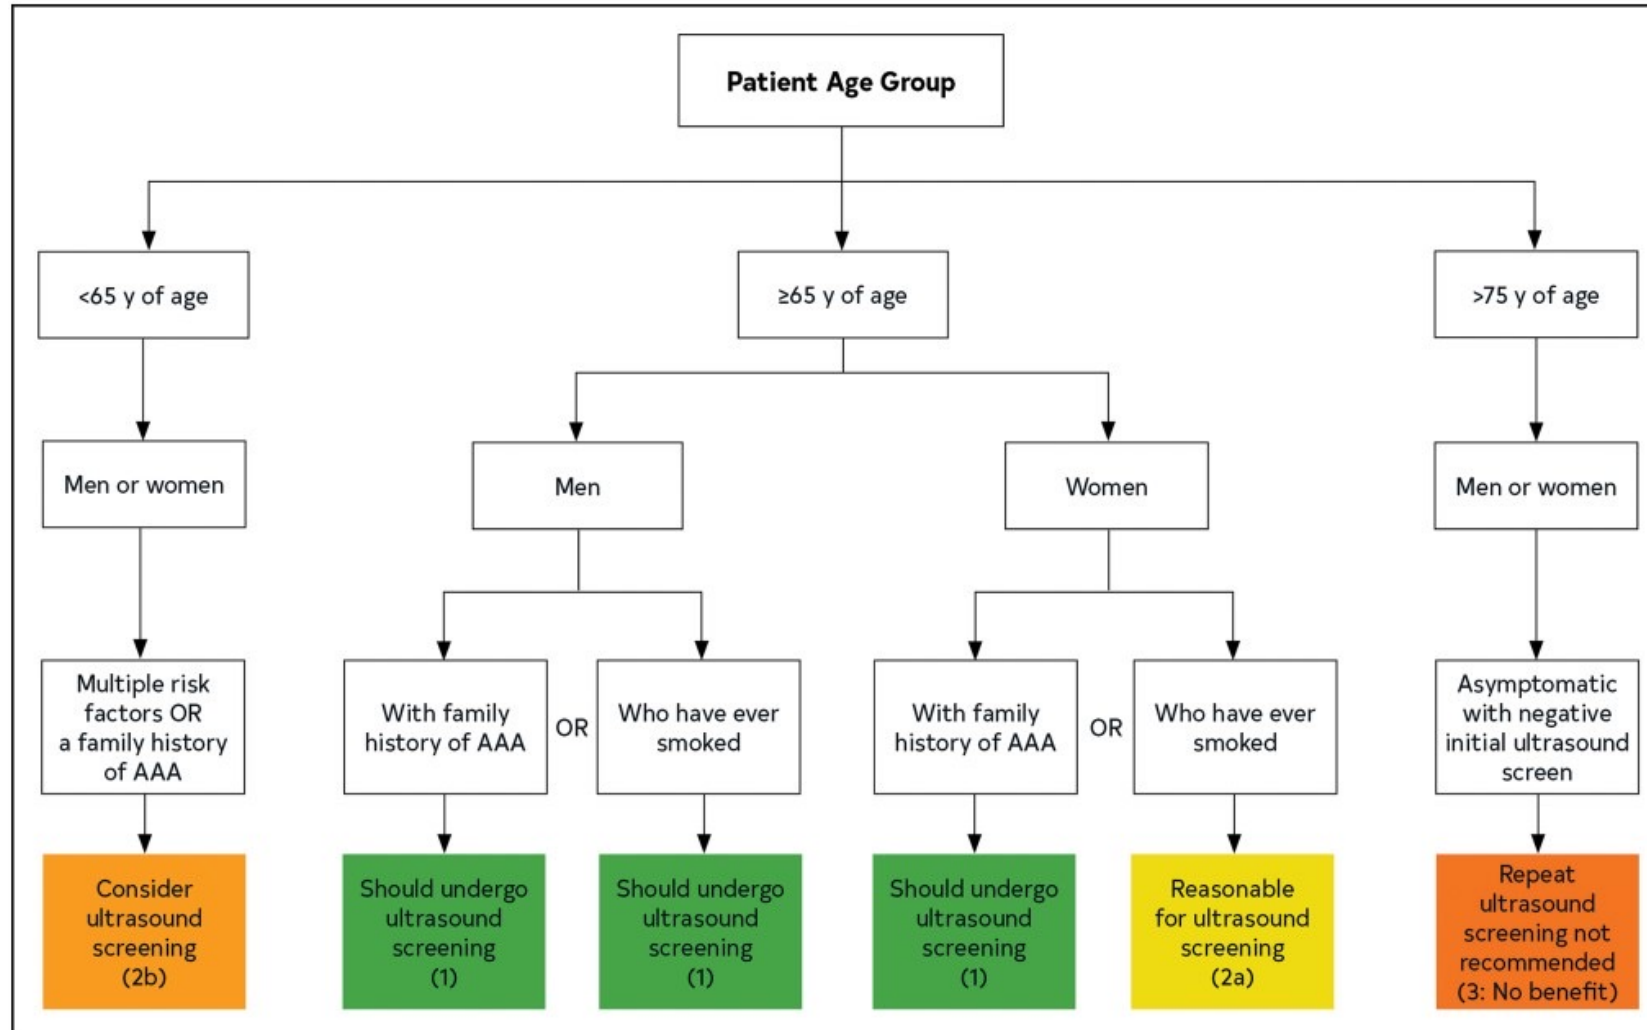 Patient Age Group
<65 y of age
≥65 y of age
>75 y of age
Men or women
Men
Women
Men or women
Multiple risk
factors OR
a family history
of AAA
With family
history of AAA
OR
Who have ever
smoked
With family
history of AAA
OR
Who have ever
smoked
Asymptomatic
with negative
initial ultrasound
screen
Consider
ultrasound
screening
(2b)
Should undergo
ultrasound
screening
(1)
Should undergo
ultrasound
screening
(1)
Should undergo
ultrasound
screening
(1)
Reasonable
for ultrasound
screening
(2a)
Repeat
ultrasound
screening not
recommended
(3: No benefit)